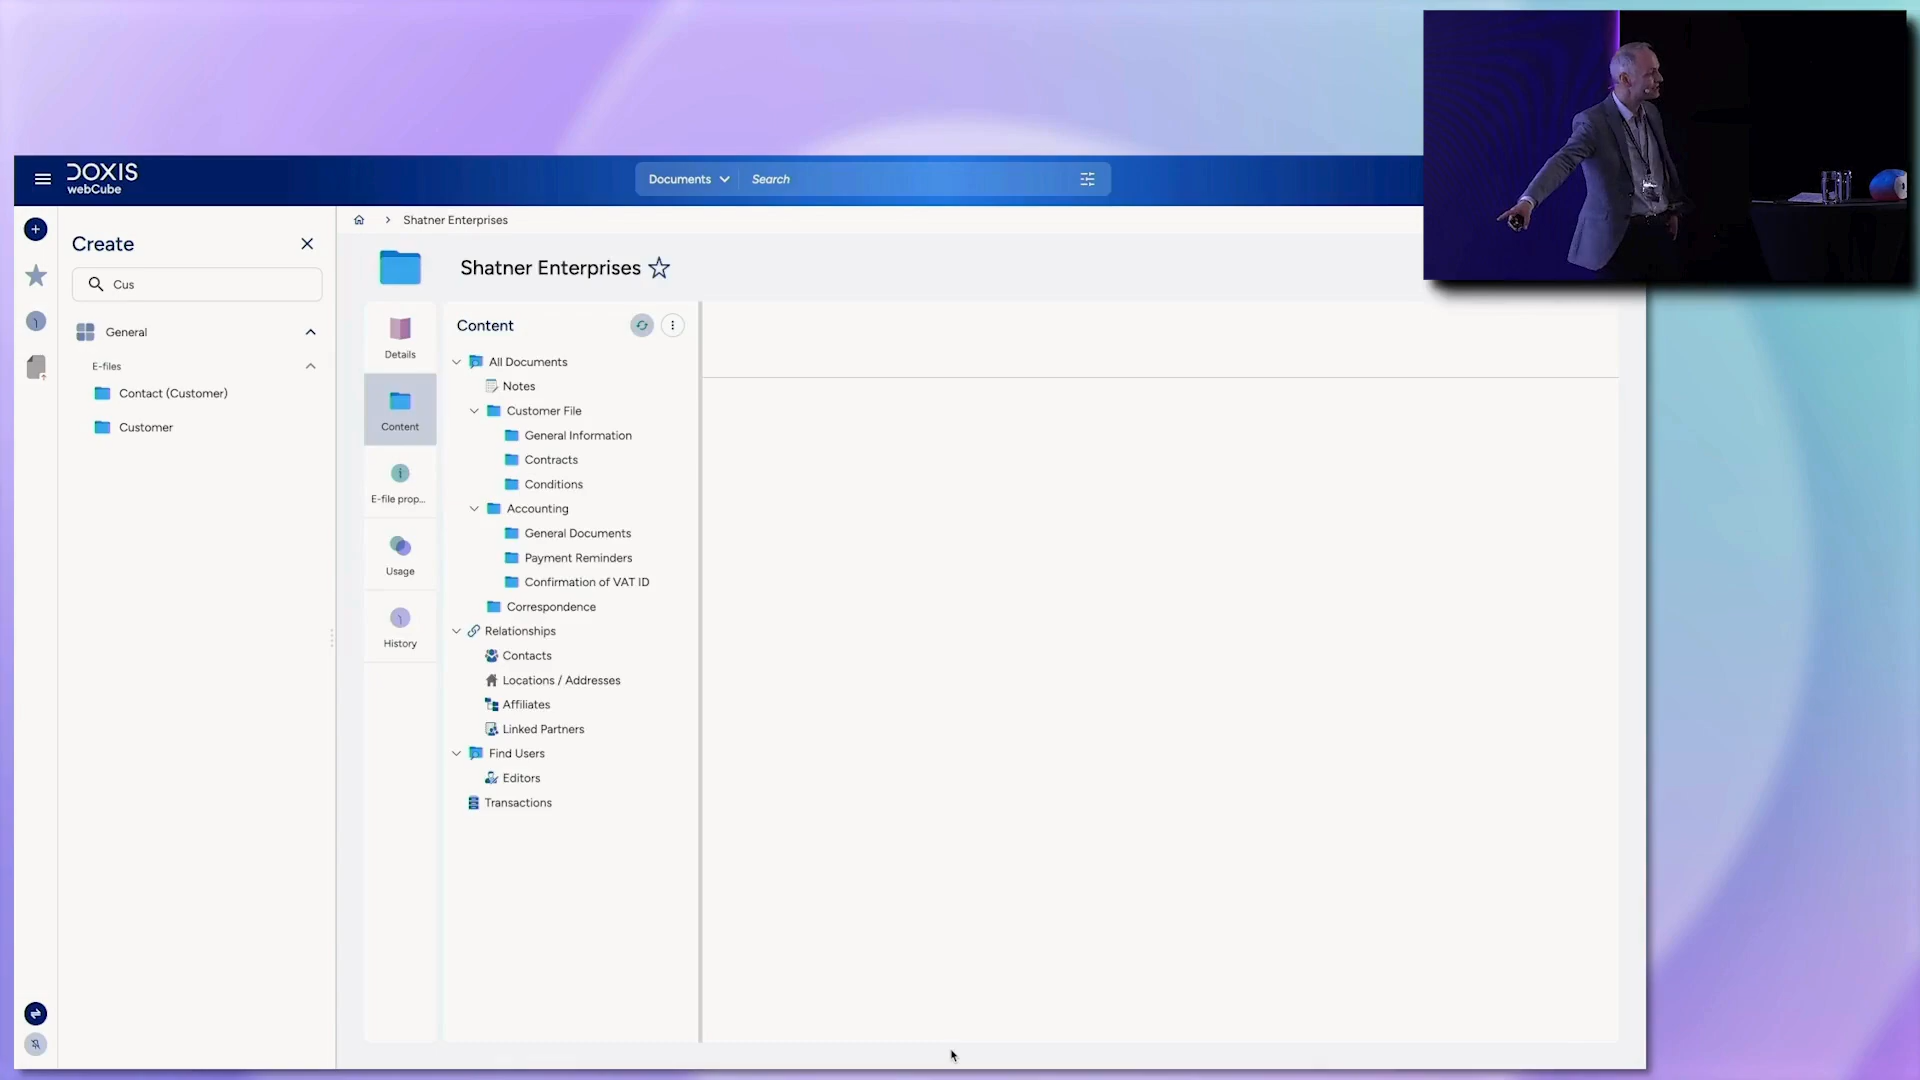 DOXIS
webCube
Documents
Search
Create
Cus
General
E-files
Contact (Customer)
Customer
Shatner Enterprises
Shatner Enterprises
Details
Content
E-file prop...
Usage
History
Content
All Documents
Notes
Customer File
General Information
Contracts
Conditions
Accounting
General Documents
Payment Reminders
Confirmation of VAT ID
Correspondence
Relationships
Contacts
Locations / Addresses
Affiliates
Linked Partners
Find Users
Editors
Transactions